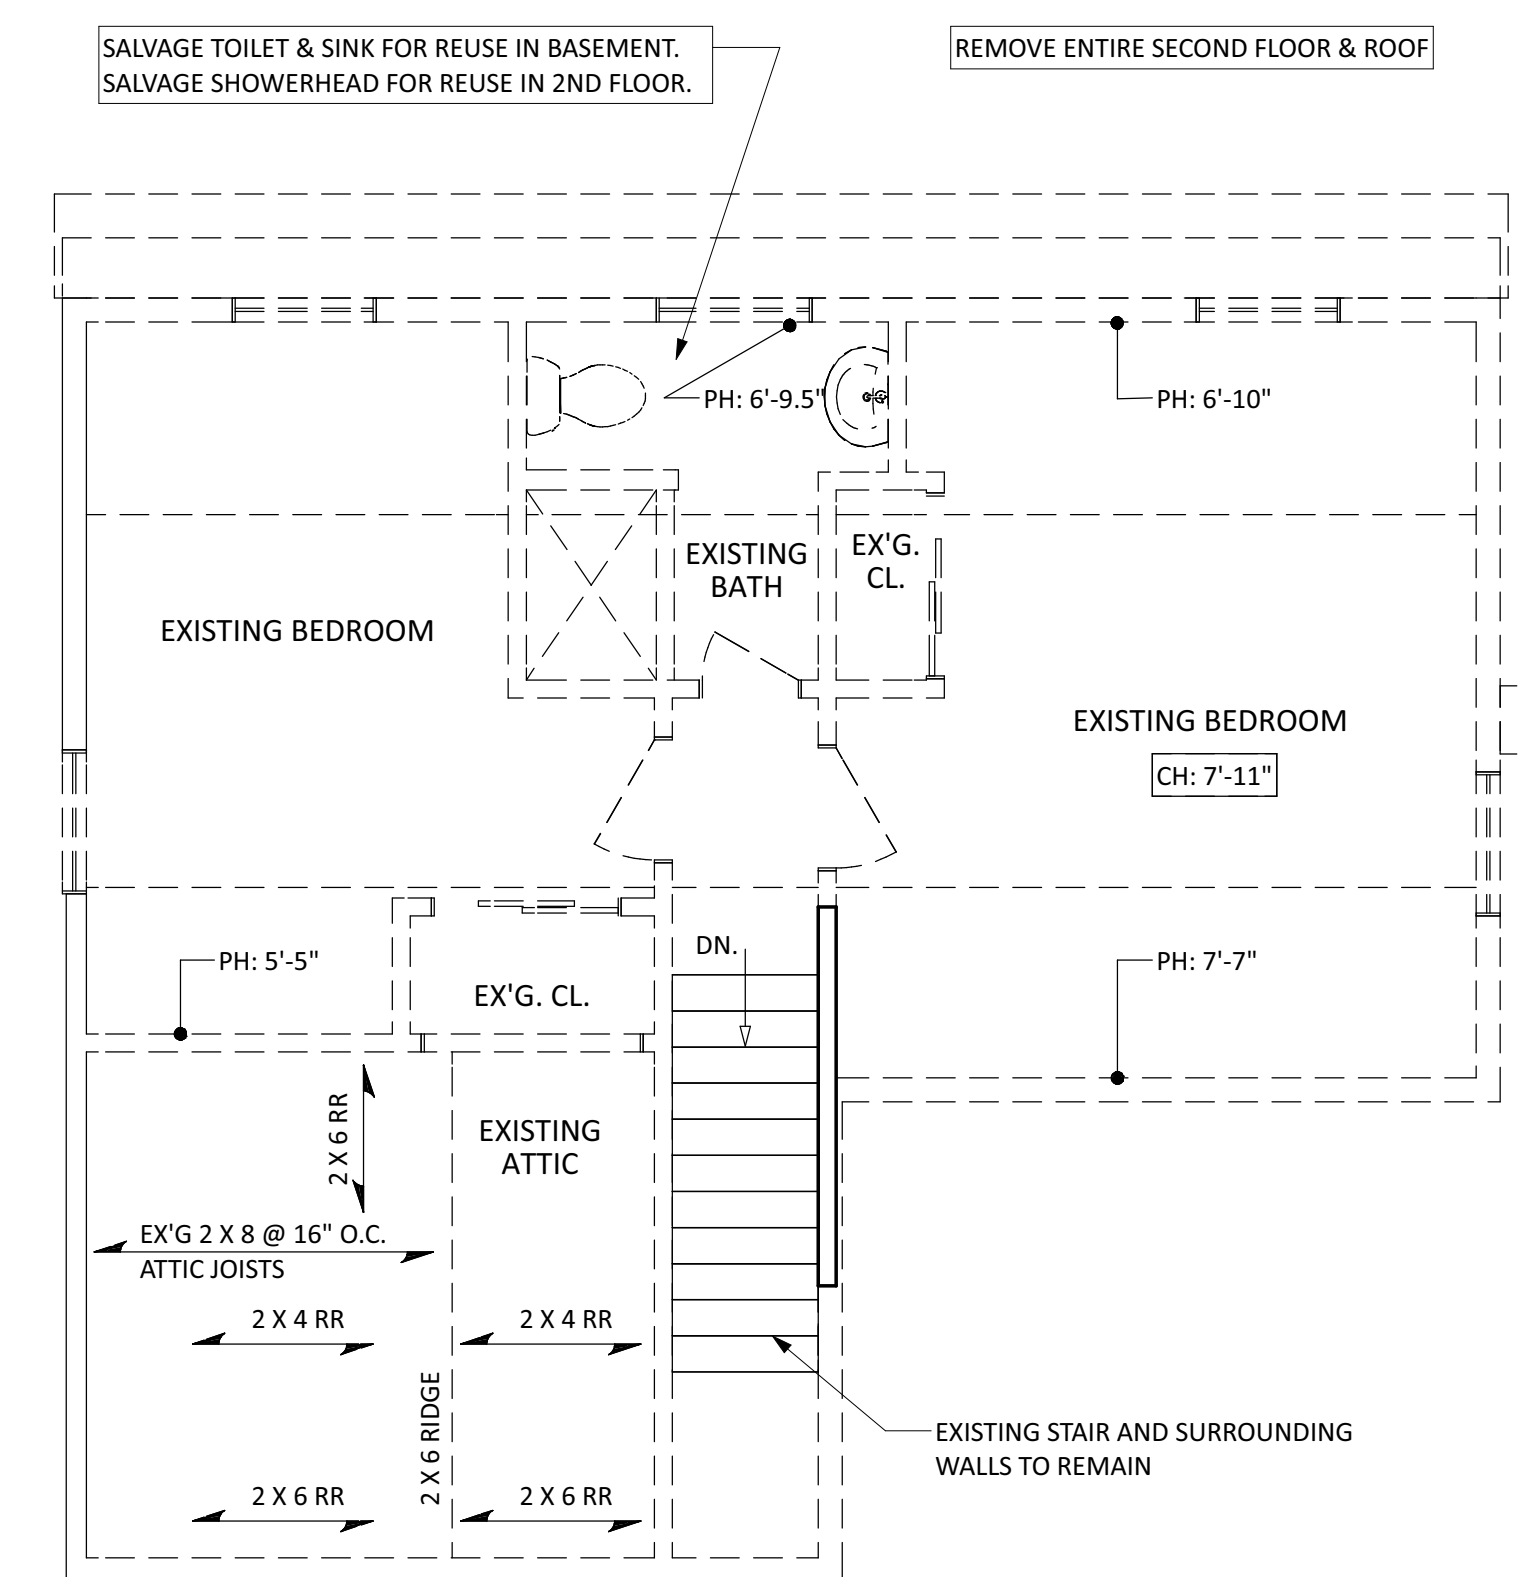 SALVAGE TOILET & SINK FOR REUSE IN BASEMENT.
SALVAGE SHOWERHEAD FOR REUSE IN 2ND FLOOR.
REMOVE ENTIRE SECOND FLOOR & ROOF
PH: 6'-9.5"
PH: 6'-10"
EXISTING
BATH
EX'G.
CL.
EXISTING BEDROOM
EXISTING BEDROOM
CH: 7'-11"
PH: 5'-5"
EX'G. CL.
DN.
PH: 7'-7"
2 X 6 RR
EXISTING
ATTIC
EX'G 2 X 8 @ 16" O.C.
ATTIC JOISTS
2 X 4 RR
2 X 4 RR
2 X 6 RIDGE
EXISTING STAIR AND SURROUNDING
WALLS TO REMAIN
2 X 6 RR
2 X 6 RR